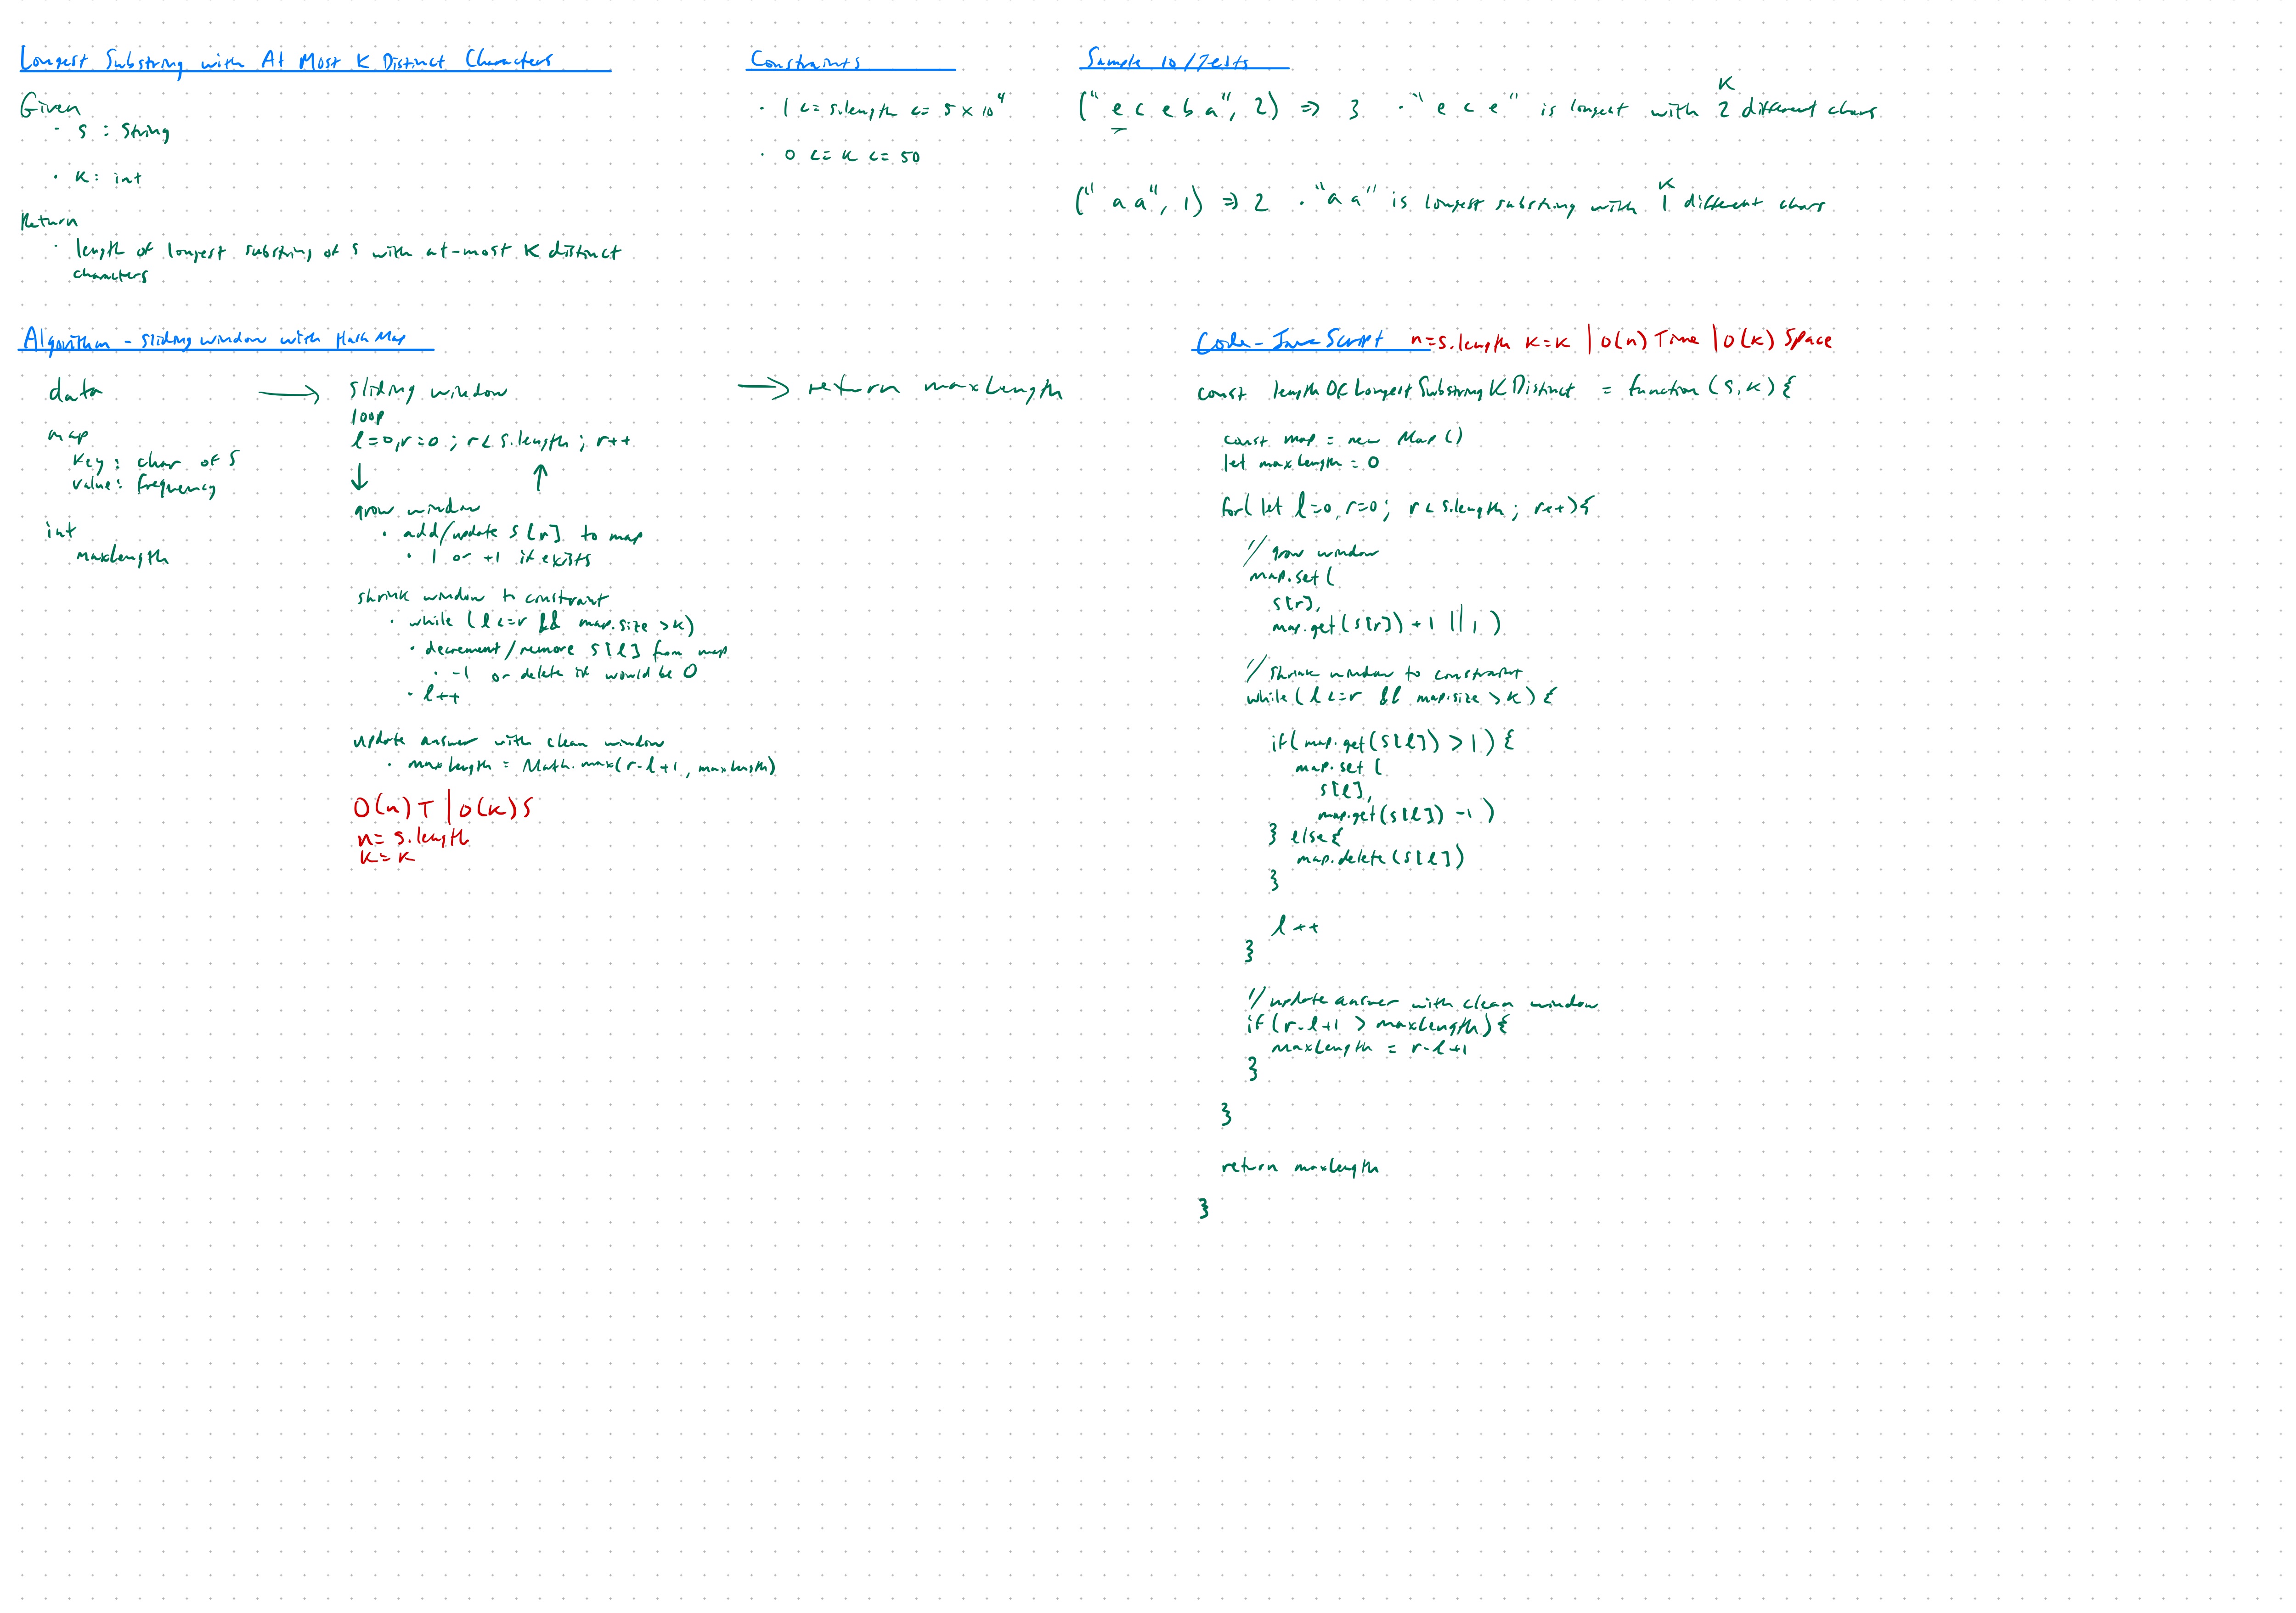 Longest Substring with At Most K Distinct Characters
Given
· s : String
· k : int
Return
· length of longest substring of s with at-most K distinct
characters
Constraints
· 1 <= s.length <= 5 × 10⁴
· 0 <= k <= 50
Sample IO/Tests
K
("eceba", 2) => 3 · "ece" is longest with 2 different chars
K
("aa", 1) => 2 · "aa" is longest substring with 1 different chars
Algorithm - Sliding window with Hash Map
data
map
key : char of S
value : frequency
int
maxLength
→ sliding window
loop
l=0, r=0 ; r < s.length ; r++
↓ ↑
grow window
· add/update s[r] to map
· 1 or +1 if exists
shrink window to constraint
· while (l <= r && map.size > k)
· decrement/remove s[l] from map
· -1 or delete if would be 0
· l++
update answer with clean window
· maxLength = Math.max(r-l+1, maxLength)
O(n) T | O(k) S
n = s.length
k = k
→ return maxLength
Code - JavaScript n=s.length k=k | O(n) Time | O(k) Space
const lengthOfLongestSubstringKDistinct = function (s, k) {
const map = new Map()
let maxLength = 0
for( let l=0, r=0; r < s.length; r++){
// grow window
map.set(
s[r],
map.get(s[r]) + 1 || 1 )
// shrink window to constraint
while (l <= r && map.size > k) {
if( map.get(s[l]) > 1) {
map.set (
s[l],
map.get(s[l]) -1 )
} else{
map.delete (s[l])
}
l++
}
// update answer with clean window
if (r-l+1 > maxLength) {
maxLength = r-l+1
}
}
return maxLength
}